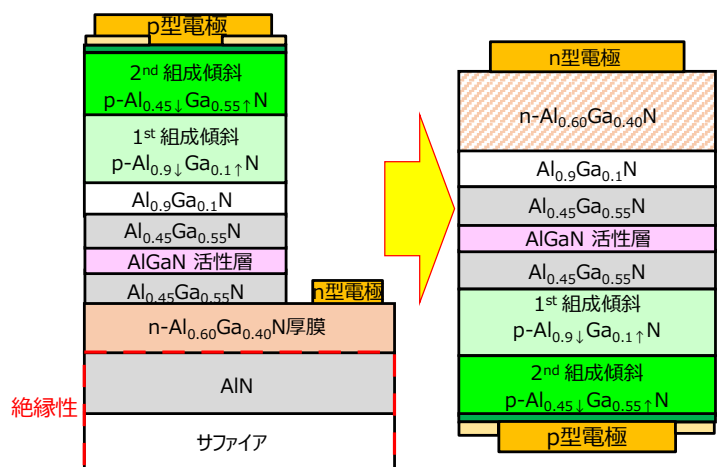 p型電極
2nd 組成傾斜
p-Al0.45↓Ga0.55↑N
1st 組成傾斜
p-Al0.9↓Ga0.1↑N
Al0.9Ga0.1N
Al0.45Ga0.55N
AlGaN 活性層
Al0.45Ga0.55N
n型電極
n-Al0.60Ga0.40N厚膜
AlN
絶縁性
サファイア
n型電極
n-Al0.60Ga0.40N
Al0.9Ga0.1N
Al0.45Ga0.55N
AlGaN 活性層
Al0.45Ga0.55N
1st 組成傾斜
p-Al0.9↓Ga0.1↑N
2nd 組成傾斜
p-Al0.45↓Ga0.55↑N
p型電極